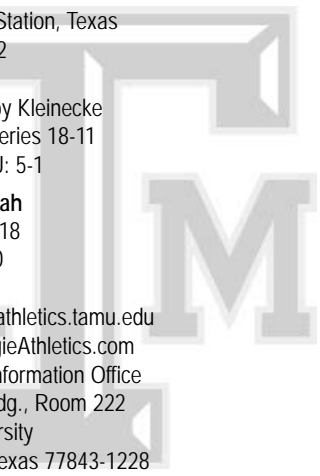 Station, Texas
2
y Kleinecke
eries 18-11
J: 5-1
ah
18
0
athletics.tamu.edu
gieAthletics.com
nformation Office
dg., Room 222
rsity
exas 77843-1228
T
M